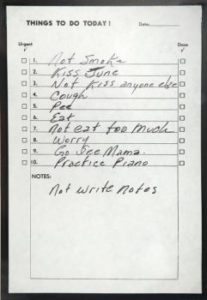 THINGS TO DO TODAY! Date
Urgent Done
1. Not Smoke
2. Kiss June
3. Not Kiss anyone else
4. Cough
5. Pee
6. Eat
7. Not eat too much
8. Worry
9. Go See Mama
10. Practice Piano
NOTES:
Not write notes